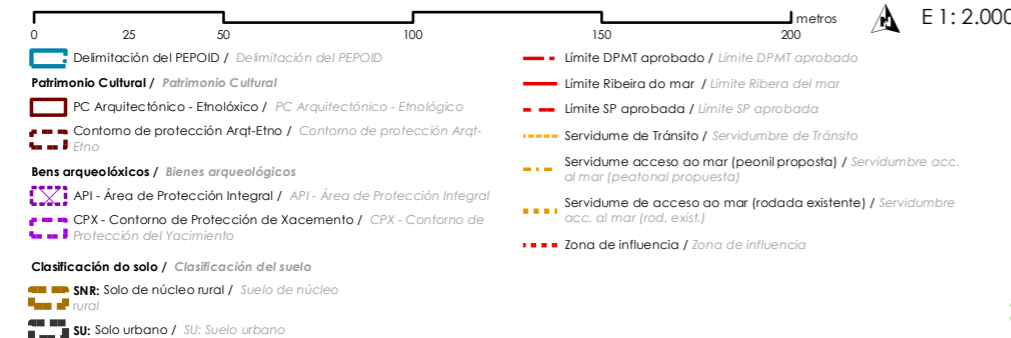 0 25 50 100 150 200 metros E 1: 2.000
Delimitación del PEPOID / Delimitación del PEPOID
Patrimonio Cultural / Patrimonio Cultural
PC Arquitectónico - Etnolóxico / PC Arquitectónico - Etnológico
Contorno de protección Arqt-Etno / Contorno de protección Arqt-
Etno
Bens arqueolóxicos / Bienes arqueológicos
API - Área de Protección Integral / API - Área de Protección Integral
CPX - Contorno de Protección de Xacemento / CPX - Contorno de
Protección del Yacimiento
Clasificación do solo / Clasificación del suelo
SNR: Solo de núcleo rural / Suelo de núcleo
rural
SU: Solo urbano / SU: Suelo urbano
Límite DPMT aprobado / Límite DPMT aprobado
Límite Ribeira do mar / Límite Ribera del mar
Límite SP aprobada / Límite SP aprobada
Servidume de Tránsito / Servidumbre de Tránsito
Servidume acceso ao mar (peonil proposta) / Servidumbre acc.
al mar (peatonal propuesta)
Servidume de acceso ao mar (rodada existente) / Servidumbre
acc. al mar (rod. exist.)
Zona de influencia / Zona de influencia